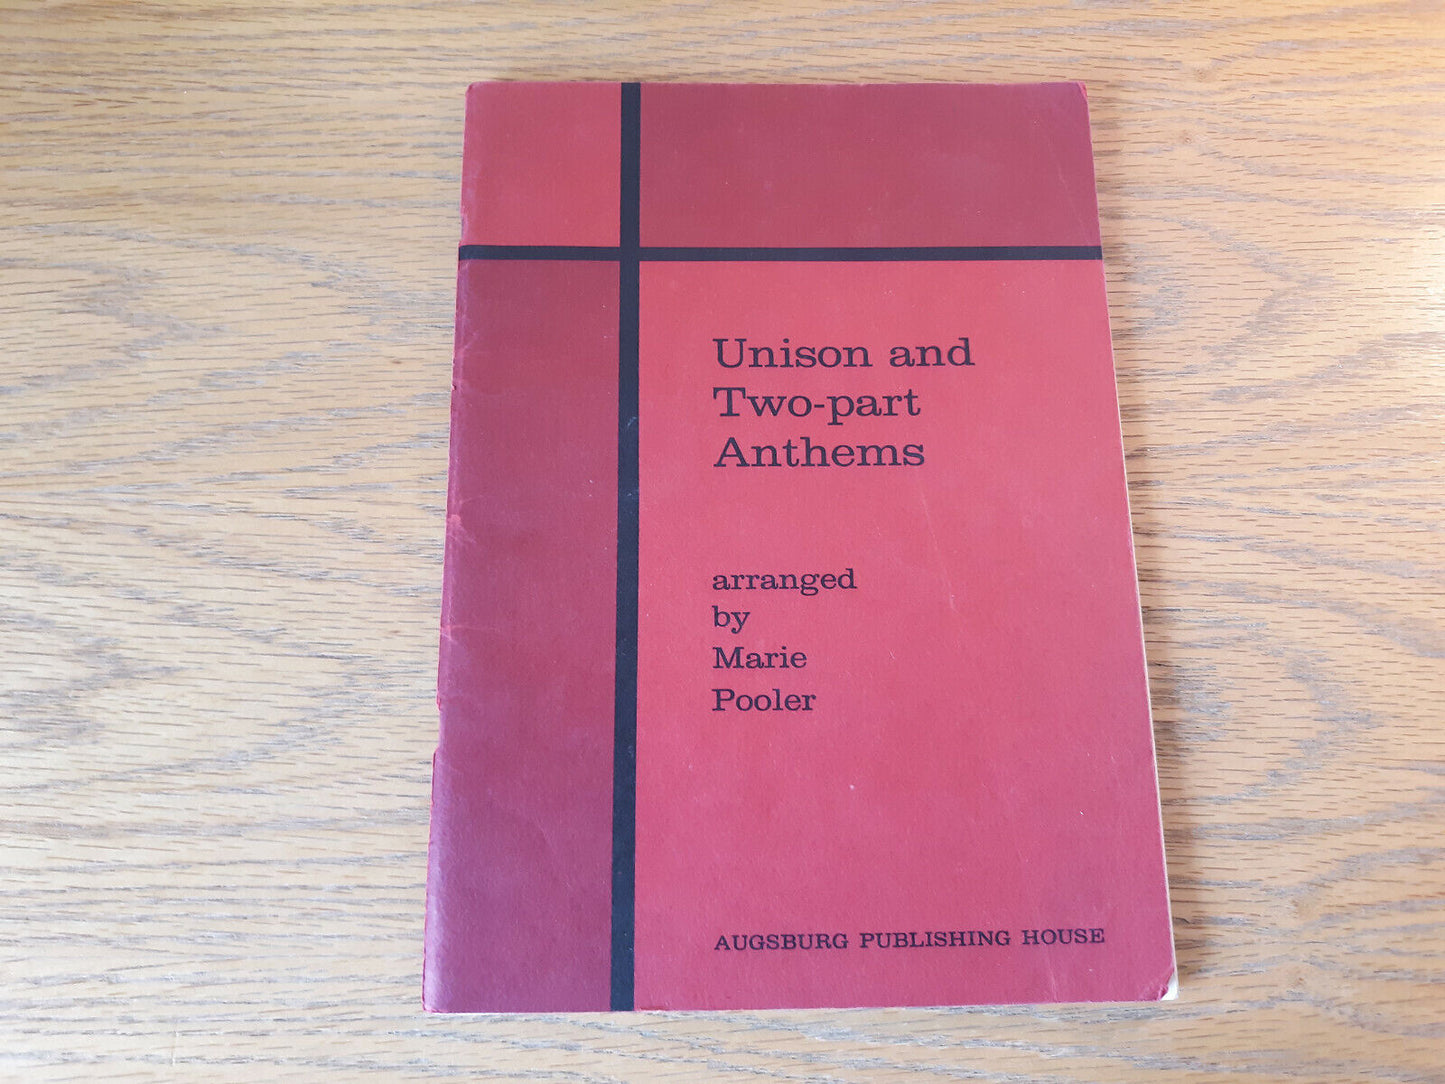 Unison and
Two-part
Anthems
arranged
by
Marie
Pooler
AUGSBURG PUBLISHING HOUSE